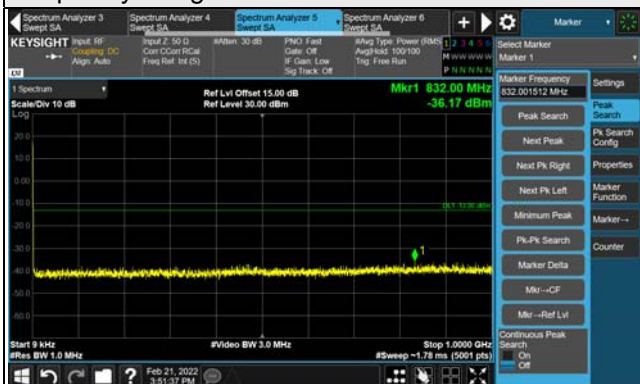 Spectrum Analyzer 3
Swept SA
Spectrum Analyzer 4
Swept SA
Spectrum Analyzer 5
Swept SA
Spectrum Analyzer 6
Swept SA
Marker
KEYSIGHT
Input: RF
Coupling: DC
Align: Auto
Input Z: 50 Ω
Corr CCorr RCal
Freq Ref: Int (S)
#Atten: 30 dB
PNO: Fast
Gate: Off
IF Gain: Low
Sig Track: Off
#Avg Type: Power (RMS)
Avg|Hold: 100/100
Trig: Free Run
1 2 3 4 5 6
M W W W W W
P N N N N N
Select Marker
Marker 1
LXI
1 Spectrum
Scale/Div 10 dB
Log
Ref Lvl Offset 15.00 dB
Ref Level 30.00 dBm
Mkr1 832.00 MHz
-36.17 dBm
20.0
10.0
0.00
-10.0
-20.0
-30.0
-40.0
-50.0
-60.0
DL1 -13.00 dBm
1
Start 9 kHz
#Res BW 1.0 MHz
#Video BW 3.0 MHz
Stop 1.0000 GHz
#Sweep ~1.78 ms (5001 pts)
Marker Frequency
832.001512 MHz
Peak Search
Next Peak
Next Pk Right
Next Pk Left
Minimum Peak
Pk-Pk Search
Marker Delta
Mkr→CF
Mkr→Ref Lvl
Continuous Peak
Search
On
Off
Settings
Peak
Search
Pk Search
Config
Properties
Marker
Function
Marker→
Counter
Feb 21, 2022
3:51:37 PM